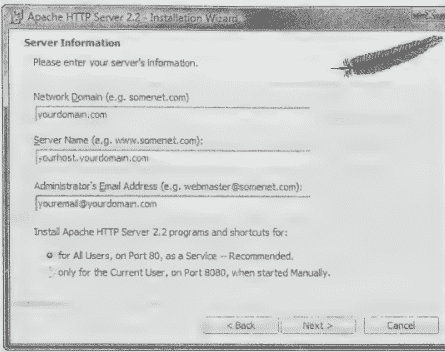 Apache HTTP Server 2.2 - Installation Wizard
Server Information
Please enter your server's information.
Network Domain (e.g. somenet.com)
yourdomain.com
Server Name (e.g. www.somenet.com):
yourhost.yourdomain.com
Administrator's Email Address (e.g. webmaster@somenet.com):
youremail@yourdomain.com
Install Apache HTTP Server 2.2 programs and shortcuts for:
for All Users, on Port 80, as a Service -- Recommended.
only for the Current User, on Port 8080, when started Manually.
< Back
Next >
Cancel